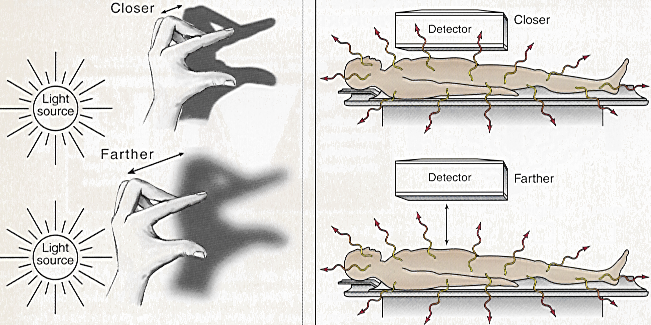 Closer
Light
source
Farther
Light
source
Detector
Closer
Detector
Farther